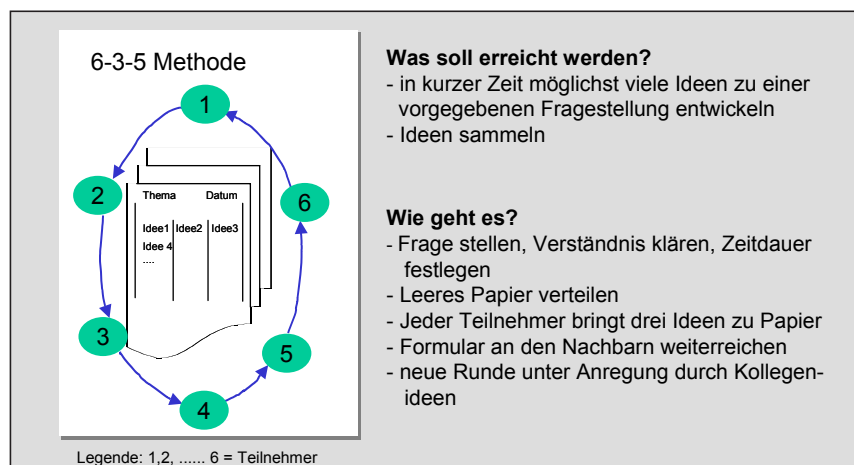 6-3-5 Methode
1
2
6
Thema Datum
Idee1 Idee2 Idee3
Idee 4
....
3
5
4
Legende: 1,2, ...... 6 = Teilnehmer
Was soll erreicht werden?
- in kurzer Zeit möglichst viele Ideen zu einer
vorgegebenen Fragestellung entwickeln
- Ideen sammeln
Wie geht es?
- Frage stellen, Verständnis klären, Zeitdauer
festlegen
- Leeres Papier verteilen
- Jeder Teilnehmer bringt drei Ideen zu Papier
- Formular an den Nachbarn weiterreichen
- neue Runde unter Anregung durch Kollegen-
ideen